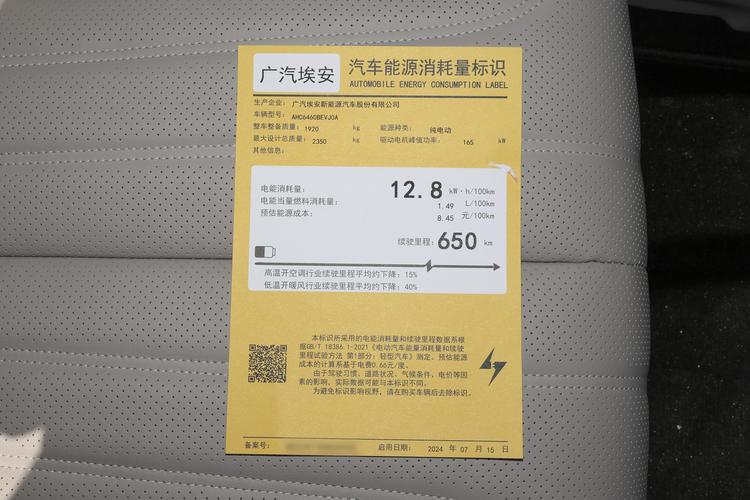 广汽埃安
汽车能源消耗量标识
AUTOMOBILE ENERGY CONSUMPTION LABEL
生产企业：广汽埃安新能源汽车股份有限公司
车辆型号：AHC6460BEVJ0A
整车整备质量：1920 kg 能源种类：纯电动
最大设计总质量：2350 kg 驱动电机峰值功率：165 kW
其他信息：
电能消耗量：12.8 kW·h/100km
电能当量燃料消耗量：1.49 L/100km
预估能源成本：8.45 元/100km
续驶里程：650 km
高温开空调行业续驶里程平均约下降：15%
低温开暖风行业续驶里程平均约下降：40%
本标识所采用的电能消耗量和续驶里程数据系根
据GB/T 18386.1-2021《电动汽车能量消耗量和续驶
里程试验方法 第1部分：轻型汽车》测定，预估能源
成本的计算系基于电费0.66元/度。
由于驾驶习惯、道路状况、气候条件、电价等因
素的影响，实际数据可能与本标识不同。
为避免标识影响视野，请在购买车辆后去除标识。
备案号：
启用日期：2024 年 07 月 15 日